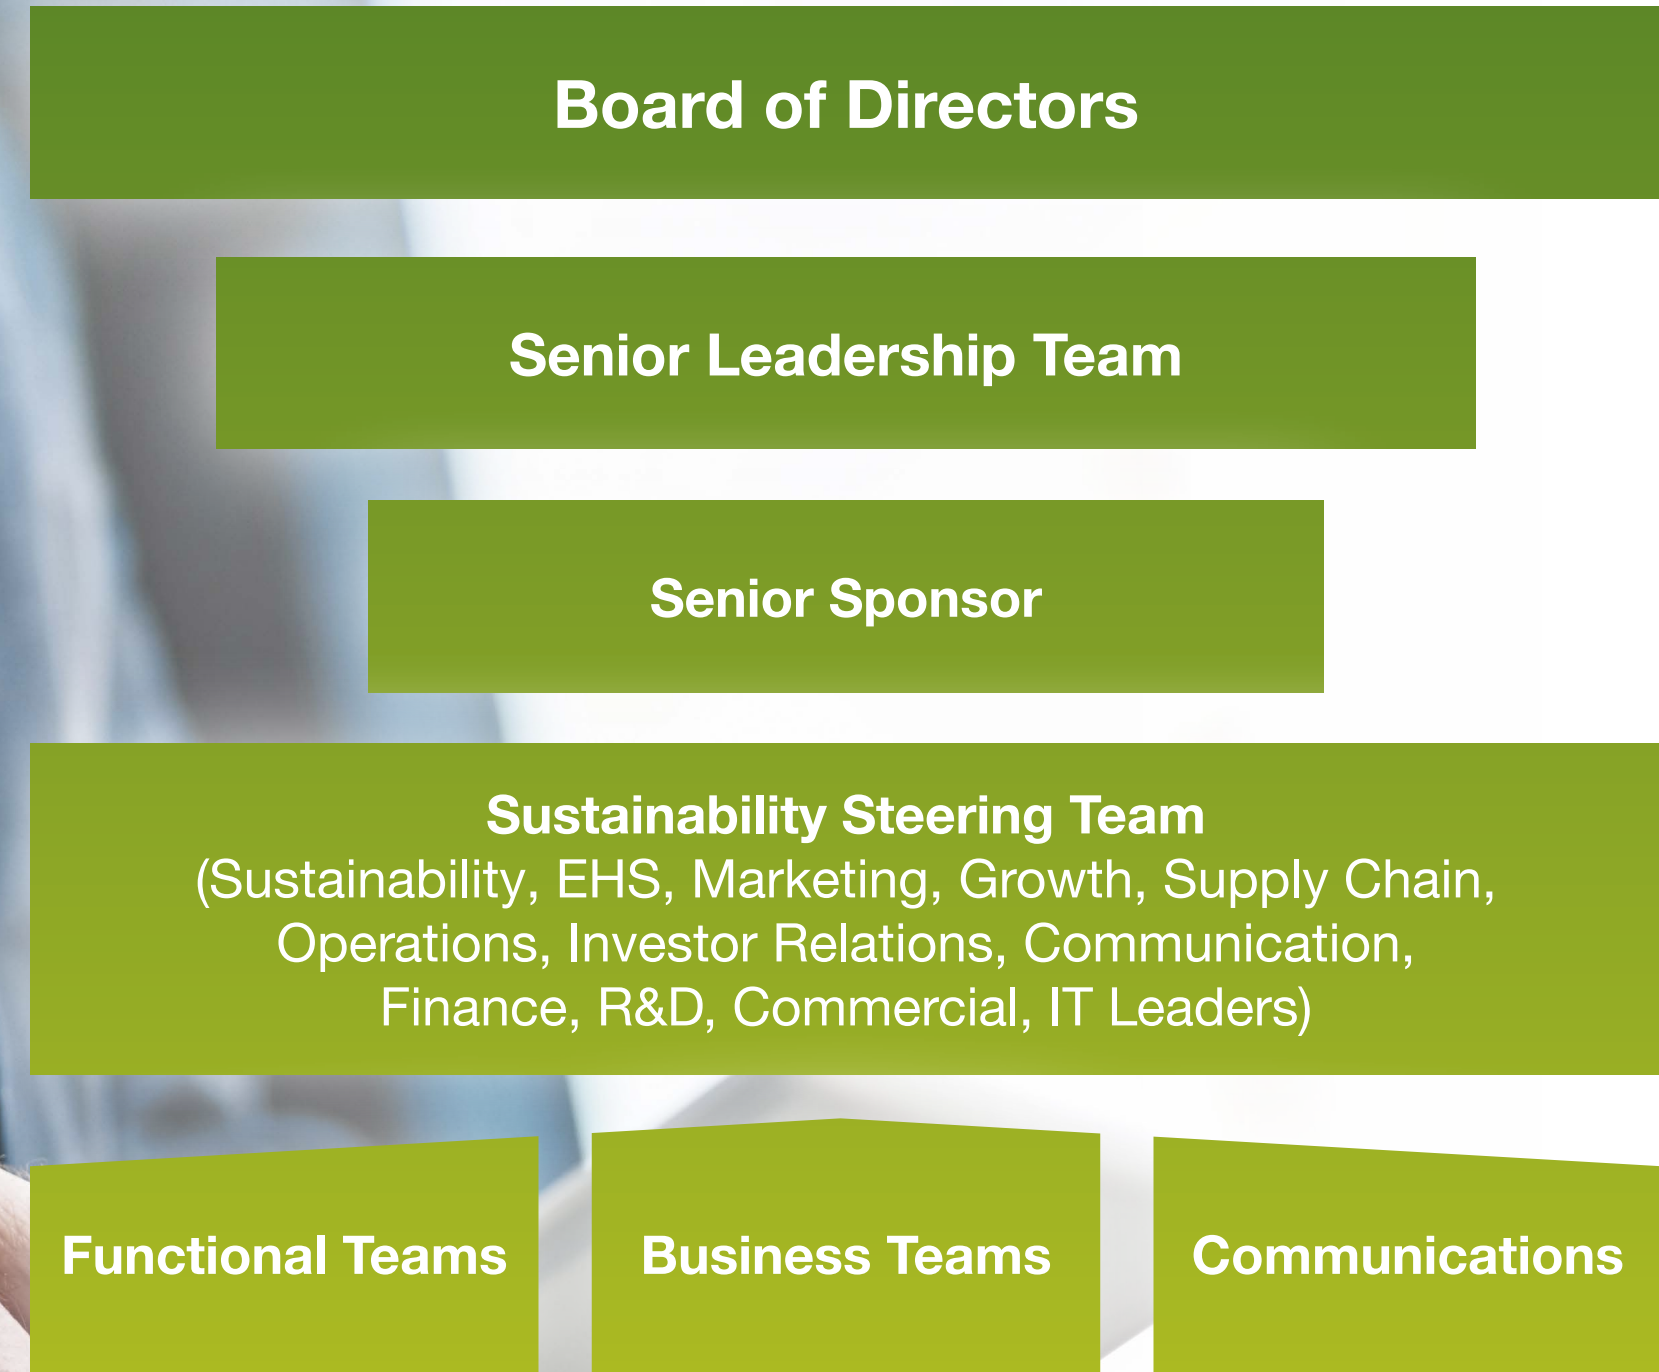 Board of Directors
Senior Leadership Team
Senior Sponsor
Sustainability Steering Team
(Sustainability, EHS, Marketing, Growth, Supply Chain,
Operations, Investor Relations, Communication,
Finance, R&D, Commercial, IT Leaders)
Functional Teams
Business Teams
Communications